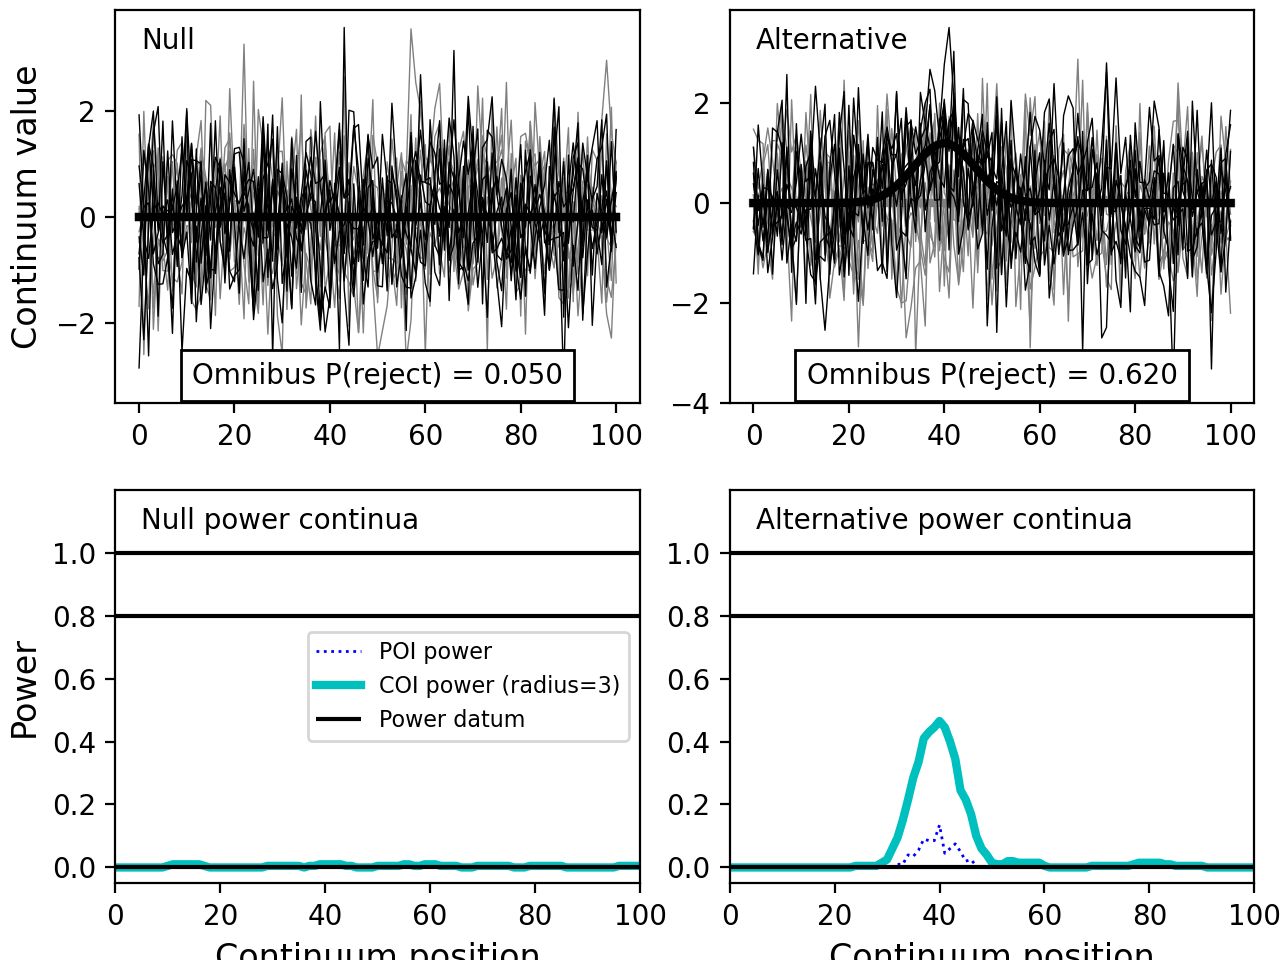 Null
Continuum value
2
0
−2
Omnibus P(reject) = 0.050
0 20 40 60 80 100
Alternative
2
0
−2
−4
Omnibus P(reject) = 0.620
0 20 40 60 80 100
Null power continua
Power
1.0
0.8
0.6
0.4
0.2
0.0
POI power
COI power (radius=3)
Power datum
0 20 40 60 80 100
Continuum position
Alternative power continua
1.0
0.8
0.6
0.4
0.2
0.0
0 20 40 60 80 100
Continuum position